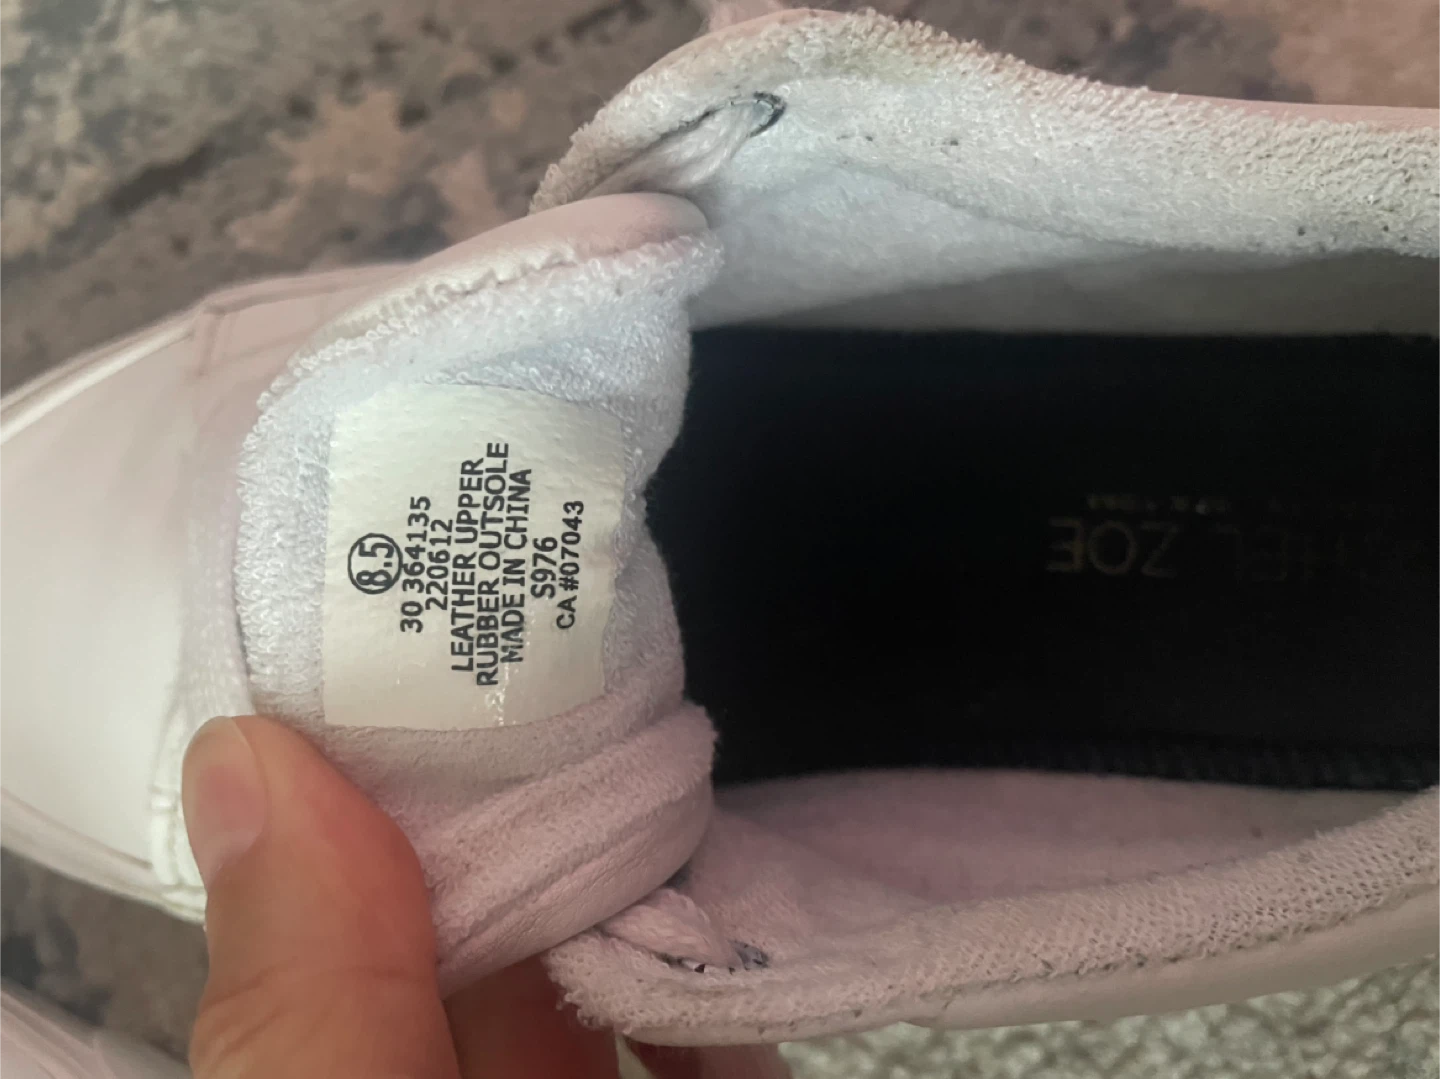 8.5
30 364135
220612
LEATHER UPPER
RUBBER OUTSOLE
MADE IN CHINA
S976
CA #07043
ZOE